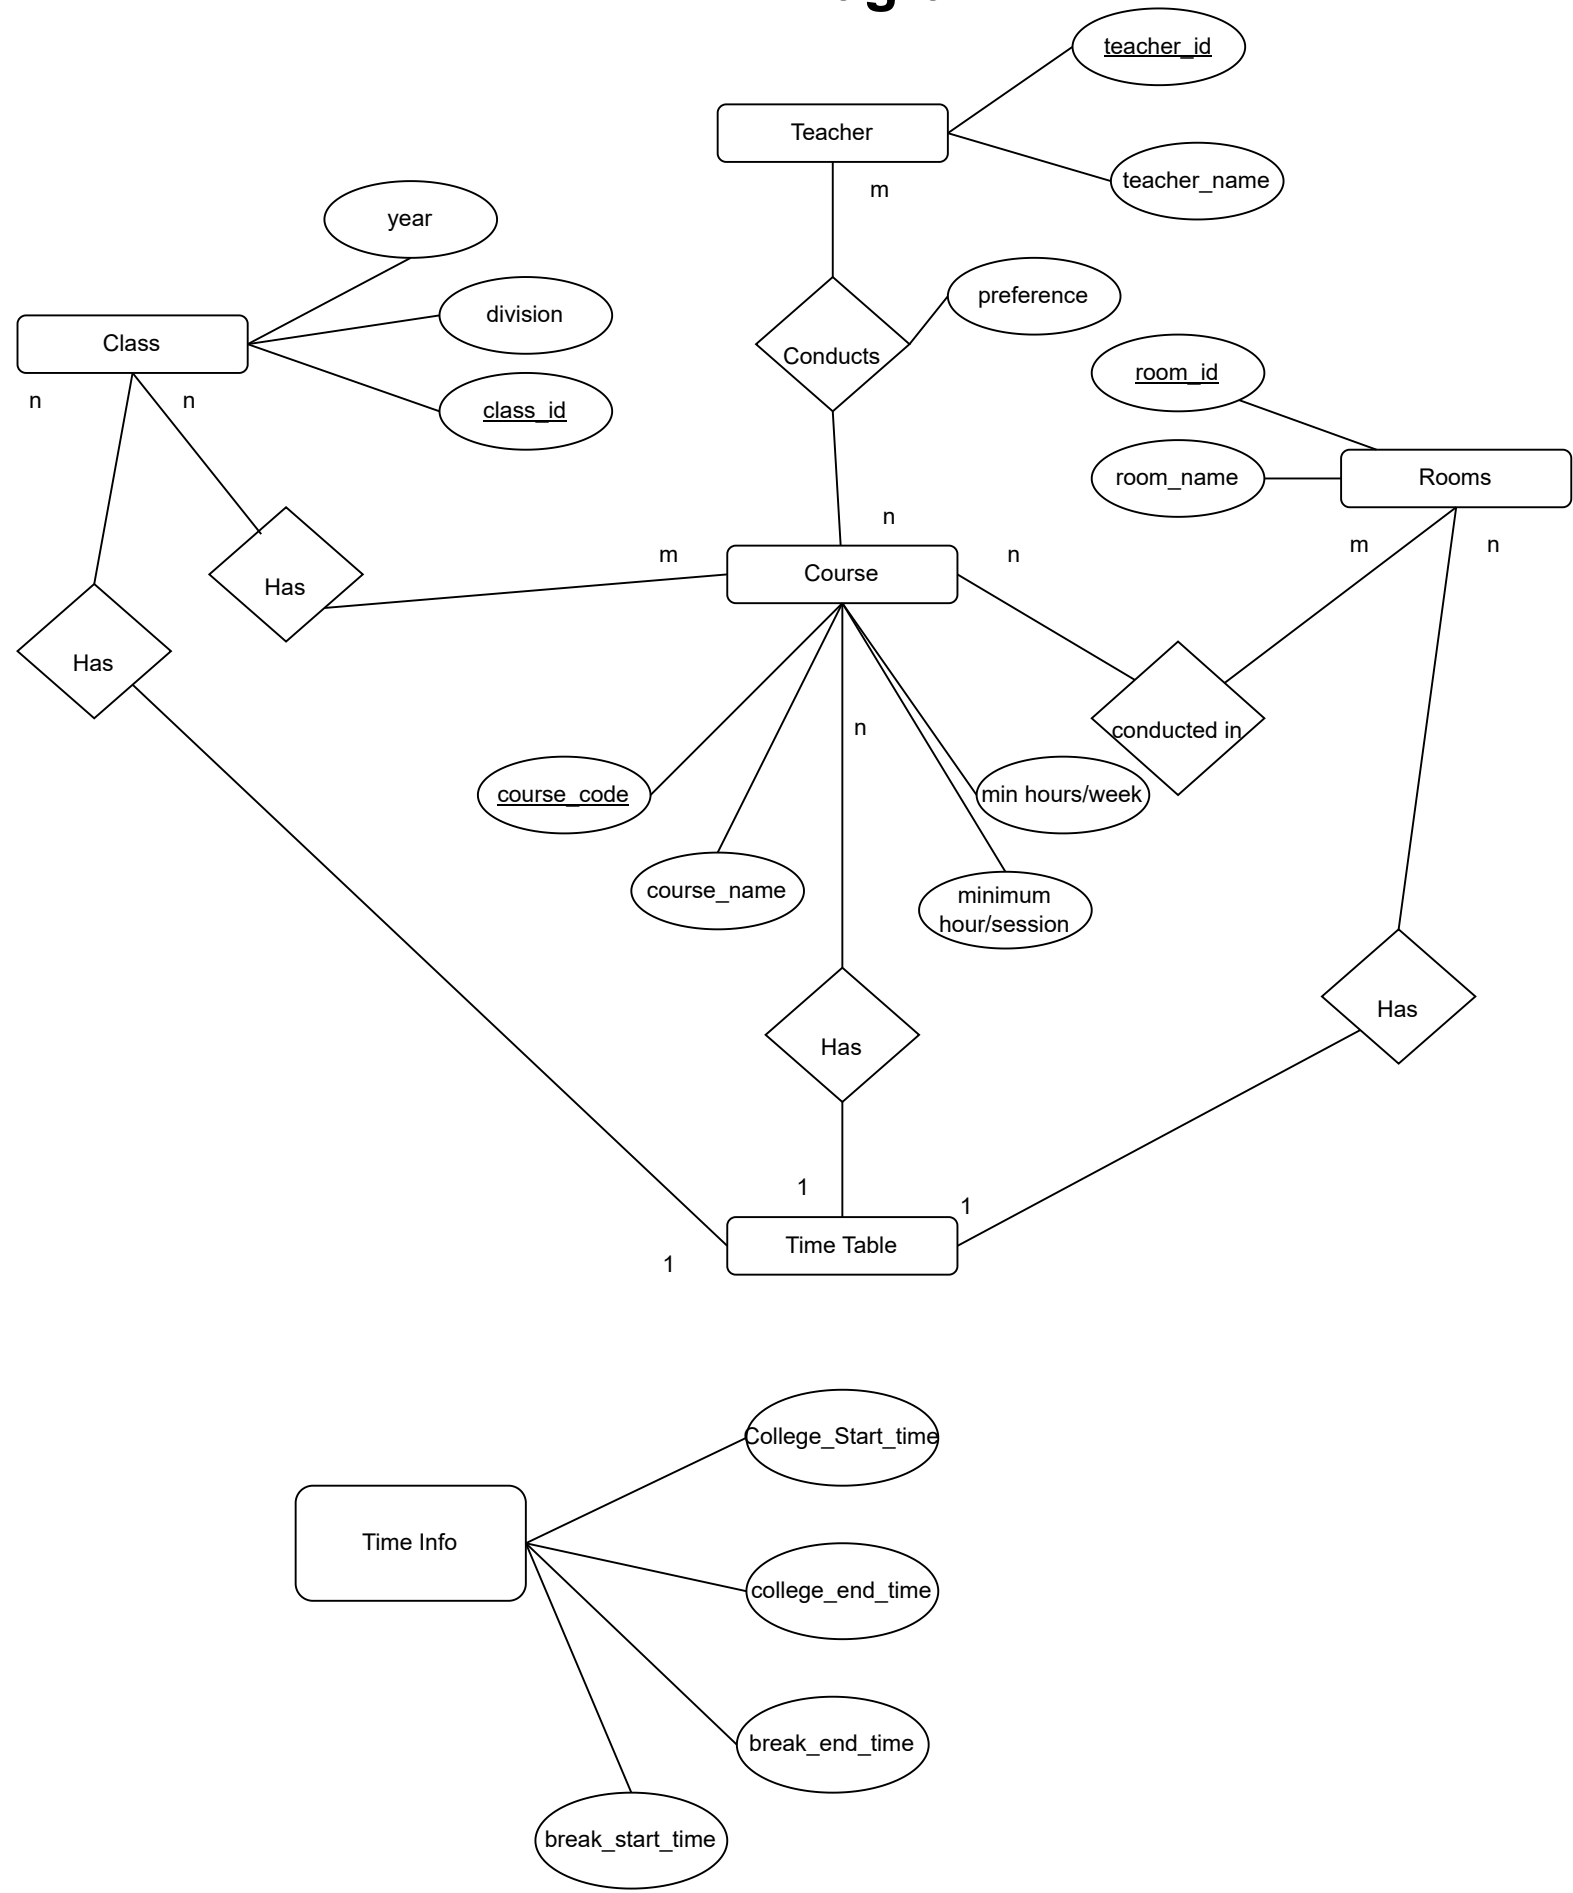 teacher_id
Teacher
teacher_name
m
year
preference
division
Class
Conducts
room_id
n
n
class_id
room_name
Rooms
n
m
n
m
n
Course
Has
Has
n
conducted in
course_code
min hours/week
course_name
minimum
hour/session
Has
Has
1
1
Time Table
1
College_Start_time
Time Info
college_end_time
break_end_time
break_start_time